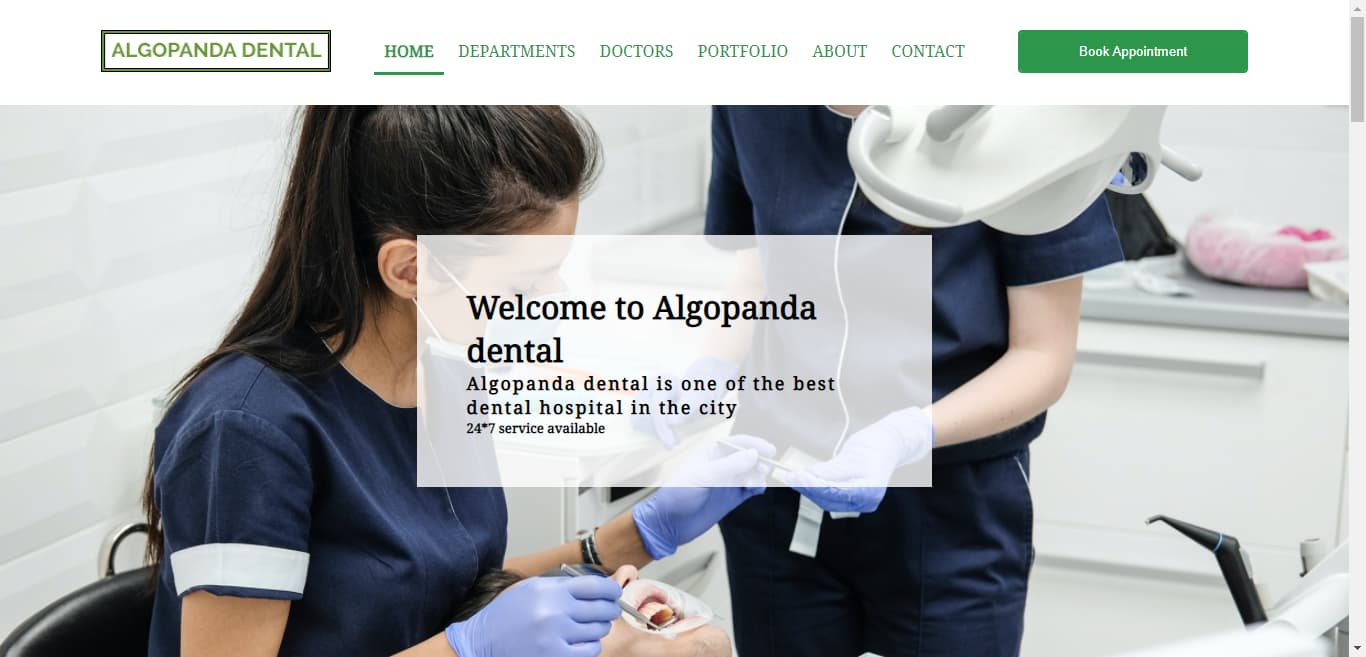 ALGOPANDA DENTAL
HOME DEPARTMENTS DOCTORS PORTFOLIO ABOUT CONTACT
Book Appointment
Welcome to Algopanda
dental
Algopanda dental is one of the best
dental hospital in the city
24*7 service available